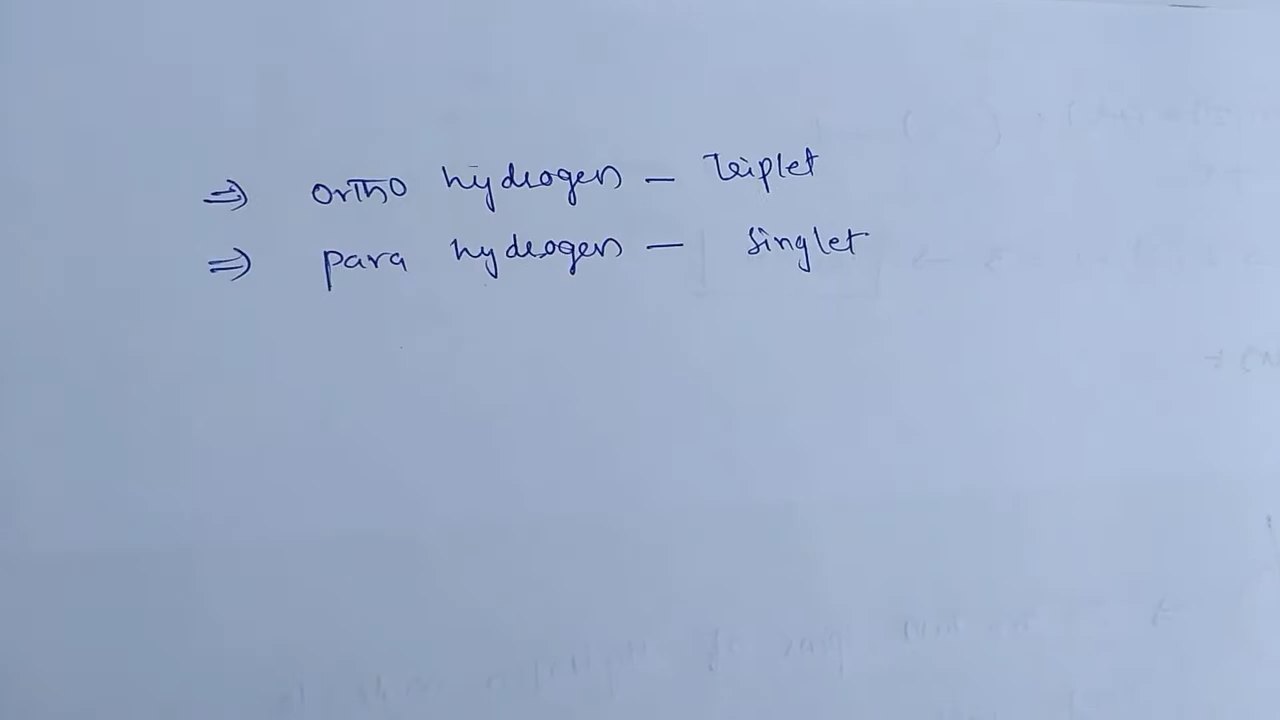 ⇒ ortho hydrogen – Triplet
⇒ para hydrogen – singlet